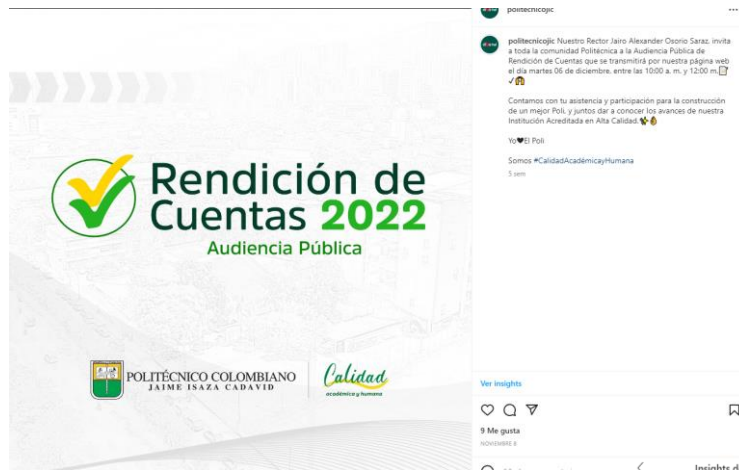 Rendición de
Cuentas 2022
Audiencia Pública
POLITÉCNICO COLOMBIANO
JAIME ISAZA CADAVID
Calidad
académica y humana
politecnicojic
politecnicojic Nuestro Rector Jairo Alexander Osorio Saraz, invita
a toda la comunidad Politécnica a la Audiencia Pública de
Rendición de Cuentas que se transmitirá por nuestra página web
el día martes 06 de diciembre, entre las 10:00 a. m. y 12:00 m.
Contamos con tu asistencia y participación para la construcción
de un mejor Poli, y juntos dar a conocer los avances de nuestra
Institución Acreditada en Alta Calidad.
Yo🖤El Poli
Somos #CalidadAcadémicayHumana
5 sem
Ver insights
9 Me gusta
NOVIEMBRE 8
Insights d